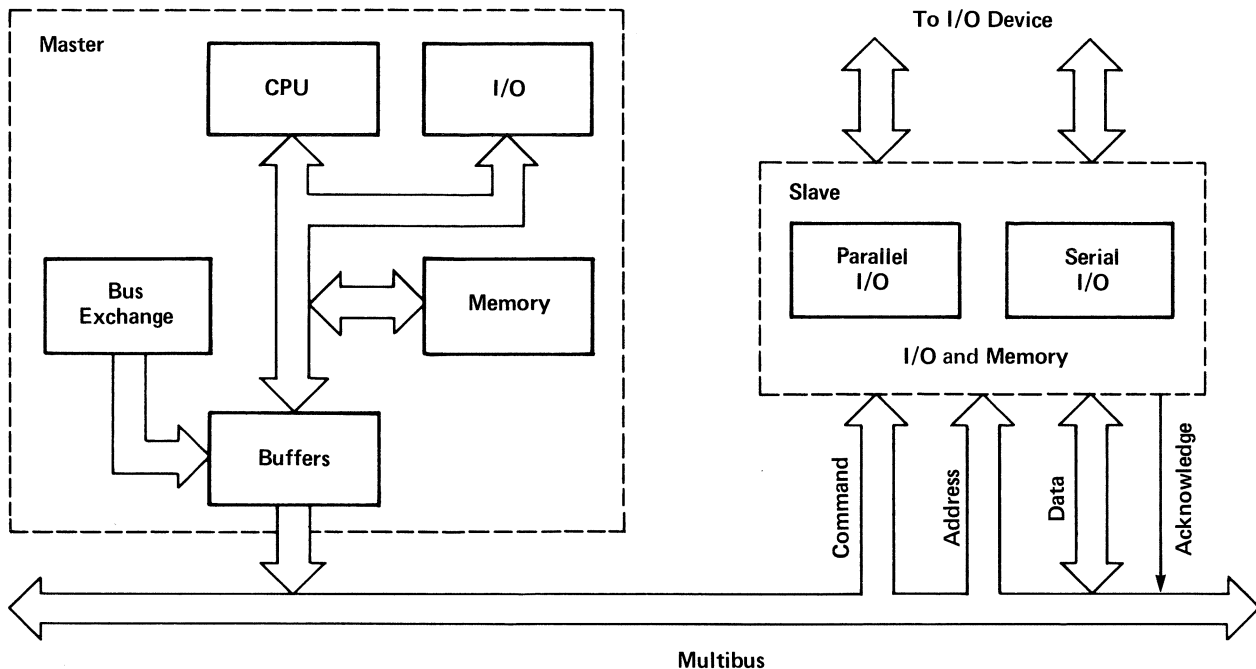 Master
CPU
I/O
Bus
Exchange
Memory
Buffers
To I/O Device
Slave
Parallel
I/O
Serial
I/O
I/O and Memory
Command
Address
Data
Acknowledge
Multibus